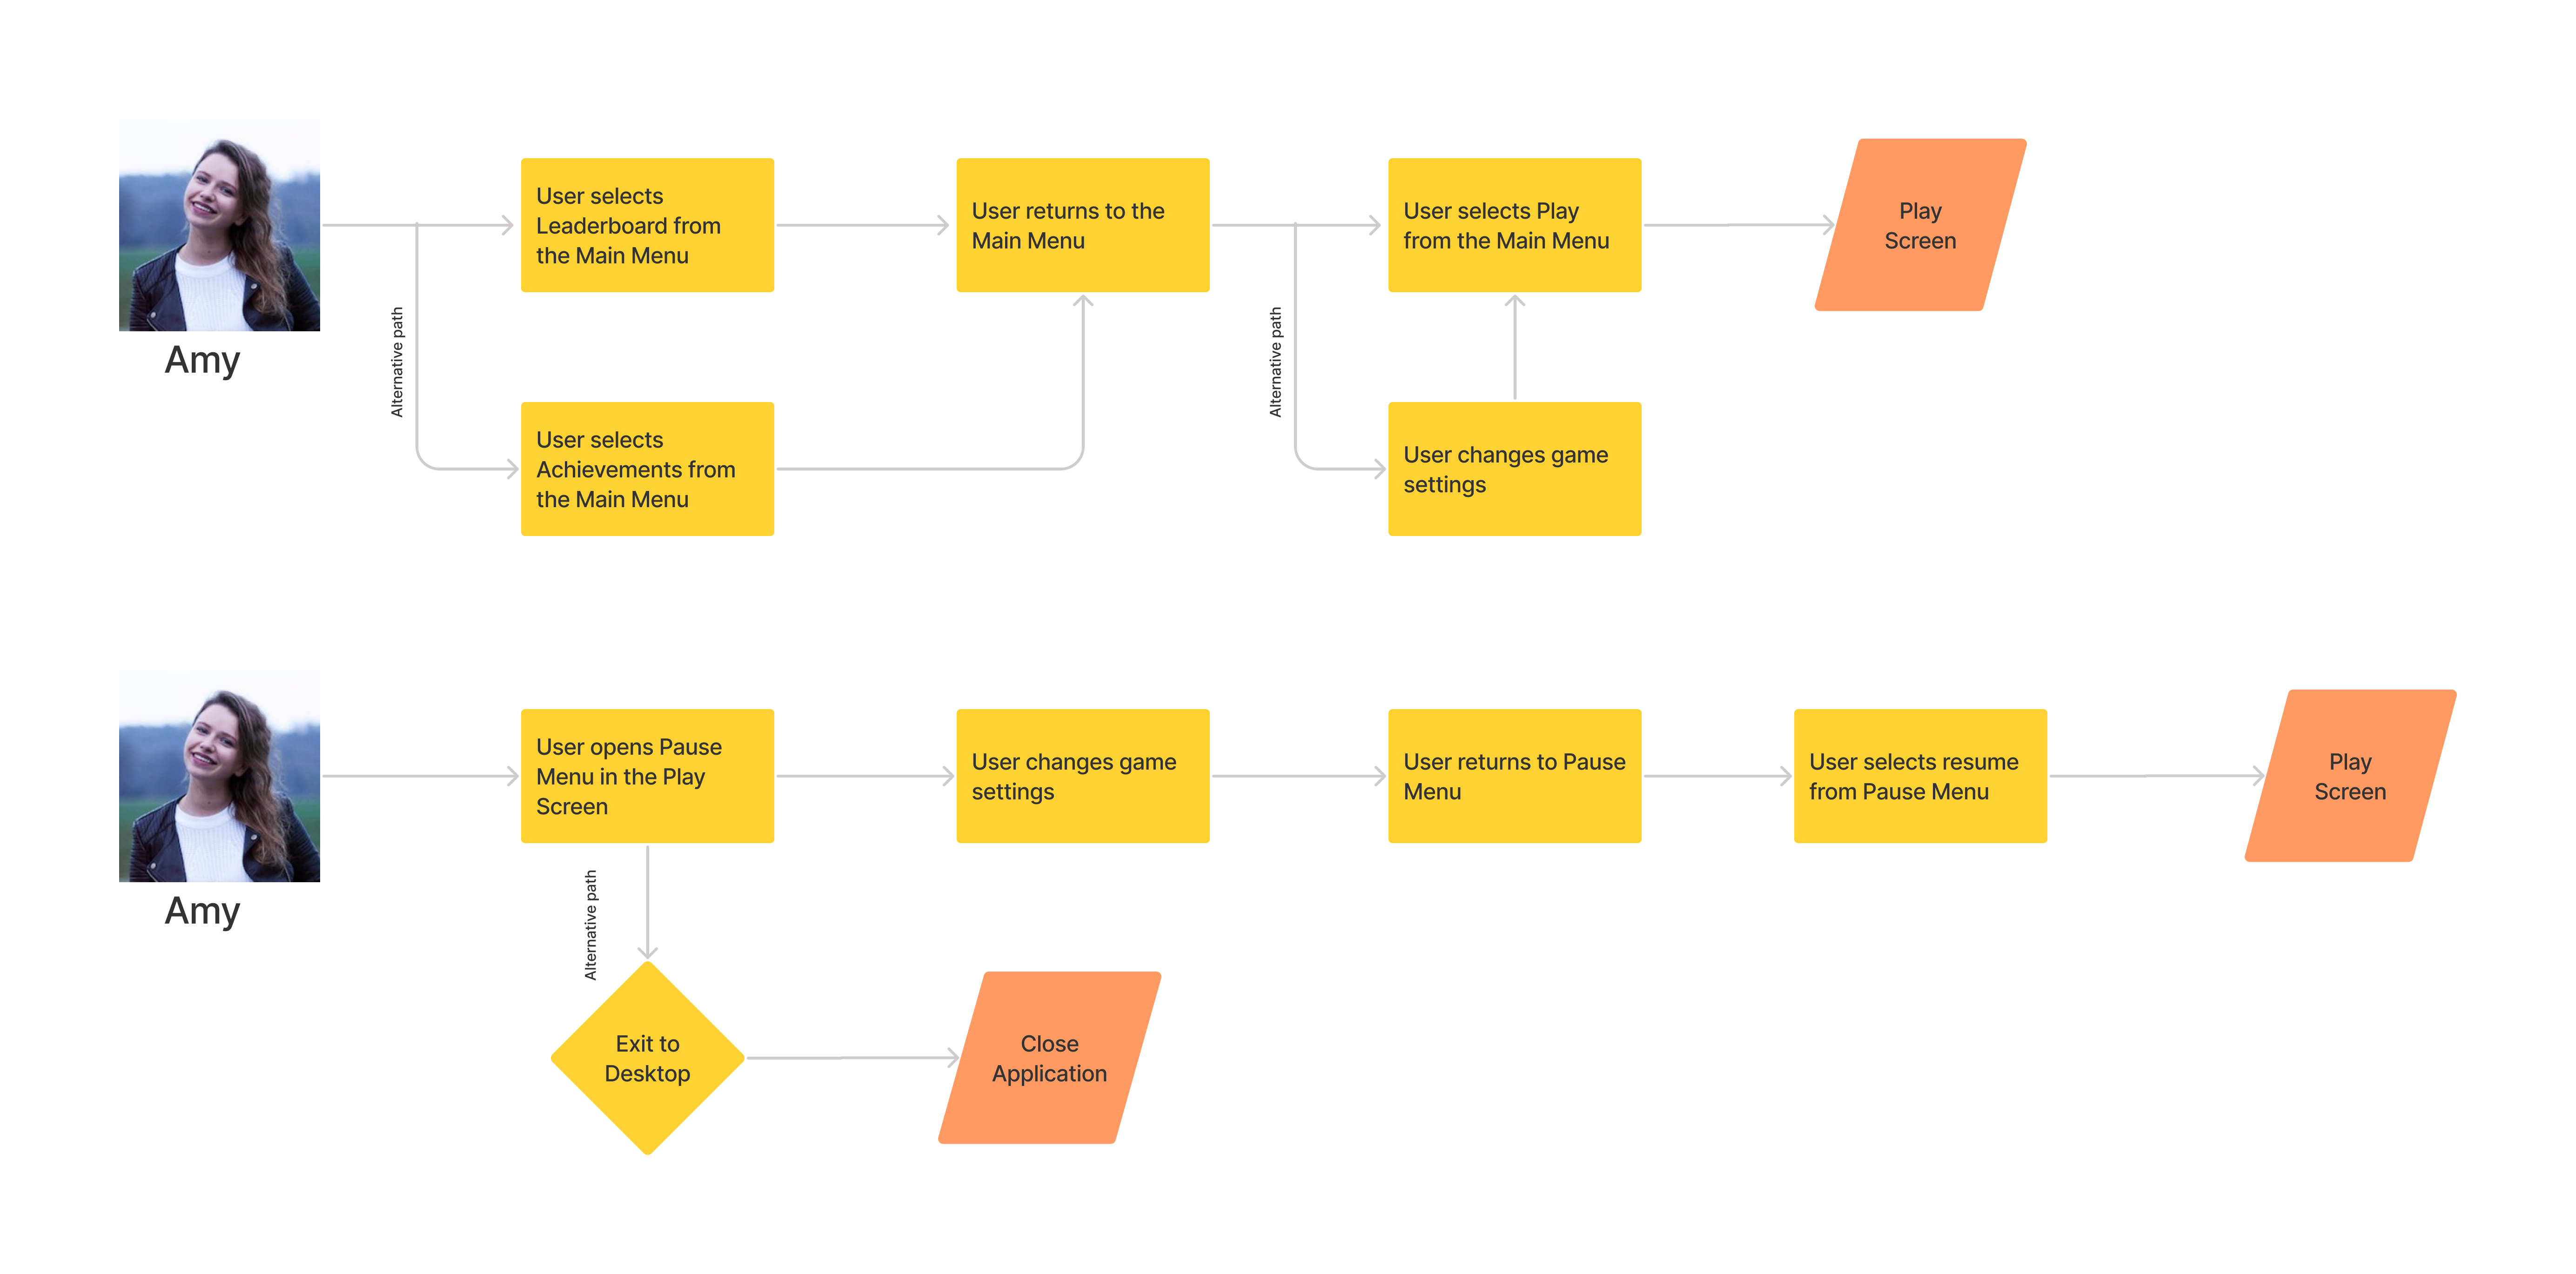 Amy
Alternative path
User selects
Leaderboard from
the Main Menu
User returns to the
Main Menu
Alternative path
User selects Play
from the Main Menu
Play
Screen
User selects
Achievements from
the Main Menu
User changes game
settings
Amy
User opens Pause
Menu in the Play
Screen
User changes game
settings
User returns to Pause
Menu
User selects resume
from Pause Menu
Play
Screen
Alternative path
Exit to
Desktop
Close
Application